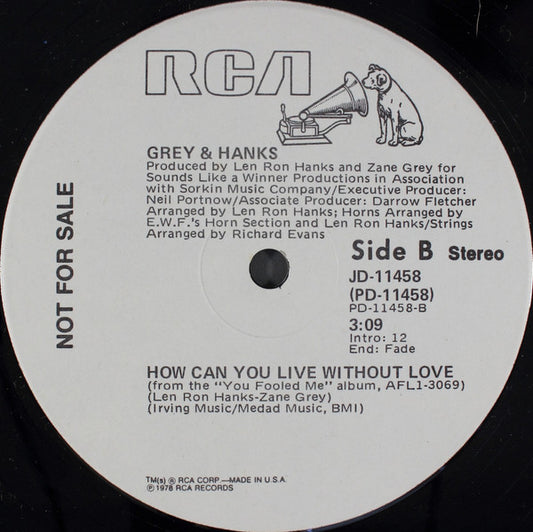 RCA
GREY & HANKS
Produced by Len Ron Hanks and Zane Grey for
Sounds Like a Winner Productions in Association
with Sorkin Music Company/Executive Producer:
Neil Portnow/Associate Producer: Darrow Fletcher
Arranged by Len Ron Hanks; Horns Arranged by
E.W.F.'s Horn Section and Len Ron Hanks/Strings
Arranged by Richard Evans
NOT FOR SALE
Side B Stereo
JD-11458
(PD-11458)
PD-11458-B
3:09
Intro: 12
End: Fade
HOW CAN YOU LIVE WITHOUT LOVE
(from the "You Fooled Me" album, AFL1-3069)
(Len Ron Hanks-Zane Grey)
(Irving Music/Medad Music, BMI)
TM(s) ® RCA CORP.—MADE IN U.S.A.
℗ 1978 RCA RECORDS